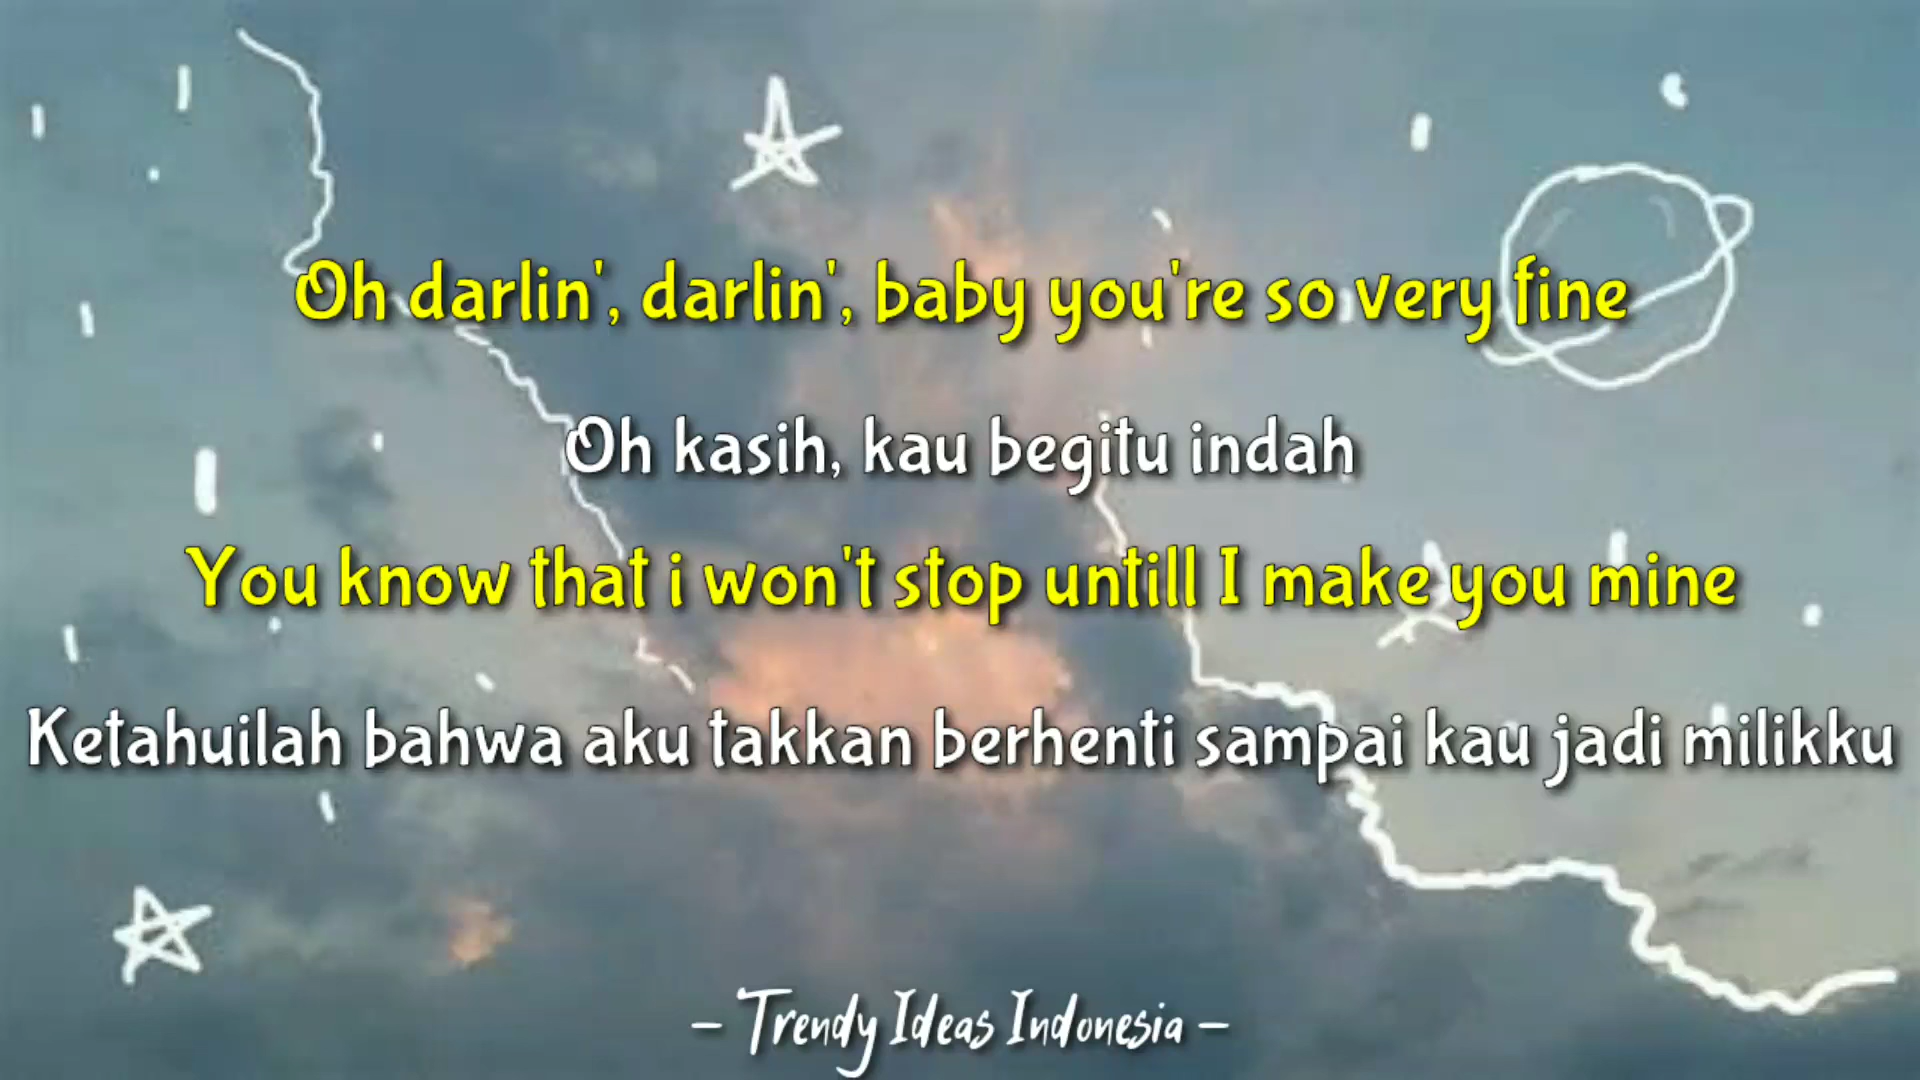 Oh darlin', darlin', baby you're so very fine
Oh kasih, kau begitu indah
You know that i won't stop untill I make you mine
Ketahuilah bahwa aku takkan berhenti sampai kau jadi milikku
– Trendy Ideas Indonesia –